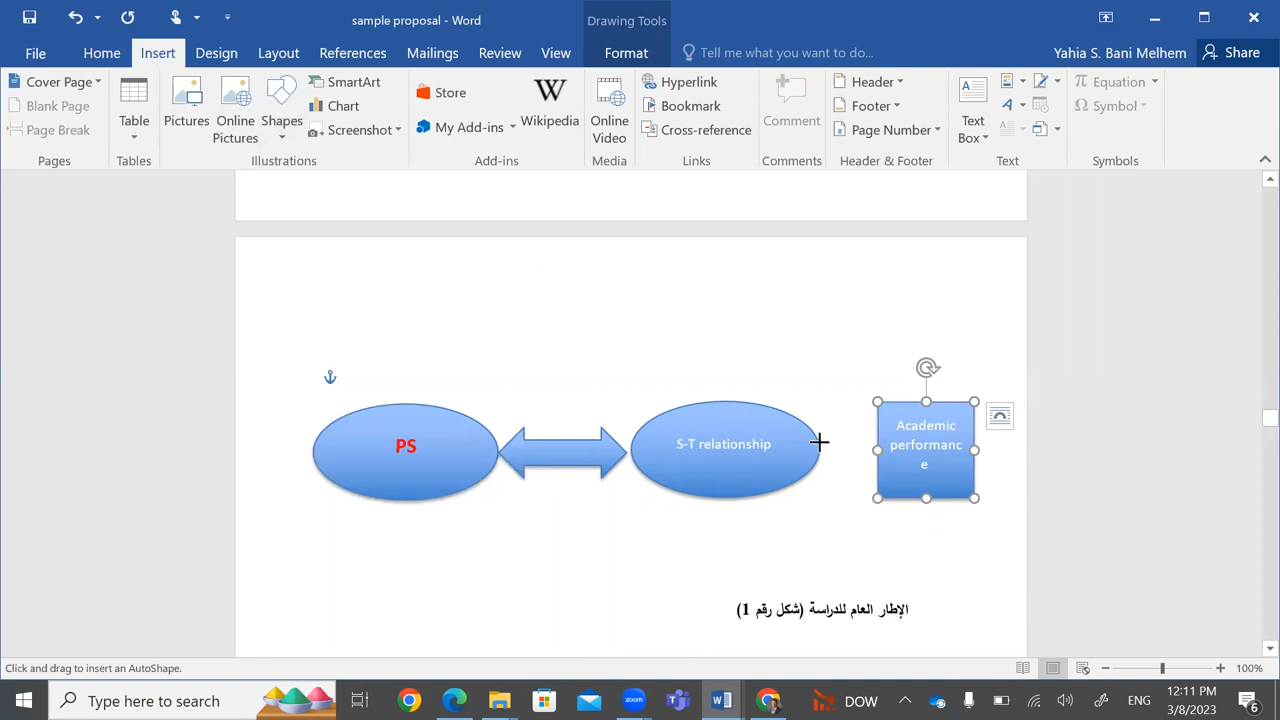 sample proposal - Word
Drawing Tools
File
Home
Insert
Design
Layout
References
Mailings
Review
View
Format
Tell me what you want to do...
Yahia S. Bani Melhem
Share
Cover Page
Blank Page
Page Break
Pages
Table
Tables
Pictures
Online Pictures
Shapes
SmartArt
Chart
Screenshot
Illustrations
Store
My Add-ins
Wikipedia
Add-ins
Online Video
Media
Hyperlink
Bookmark
Cross-reference
Links
Comment
Comments
Header
Footer
Page Number
Header & Footer
Text Box
Text
Equation
Symbol
Symbols
PS
S-T relationship
Academic
performanc
e
الإطار العام للدراسة (شكل رقم 1)
Click and drag to insert an AutoShape.
100%
Type here to search
zoom
DOW
ENG
12:11 PM
3/8/2023
6